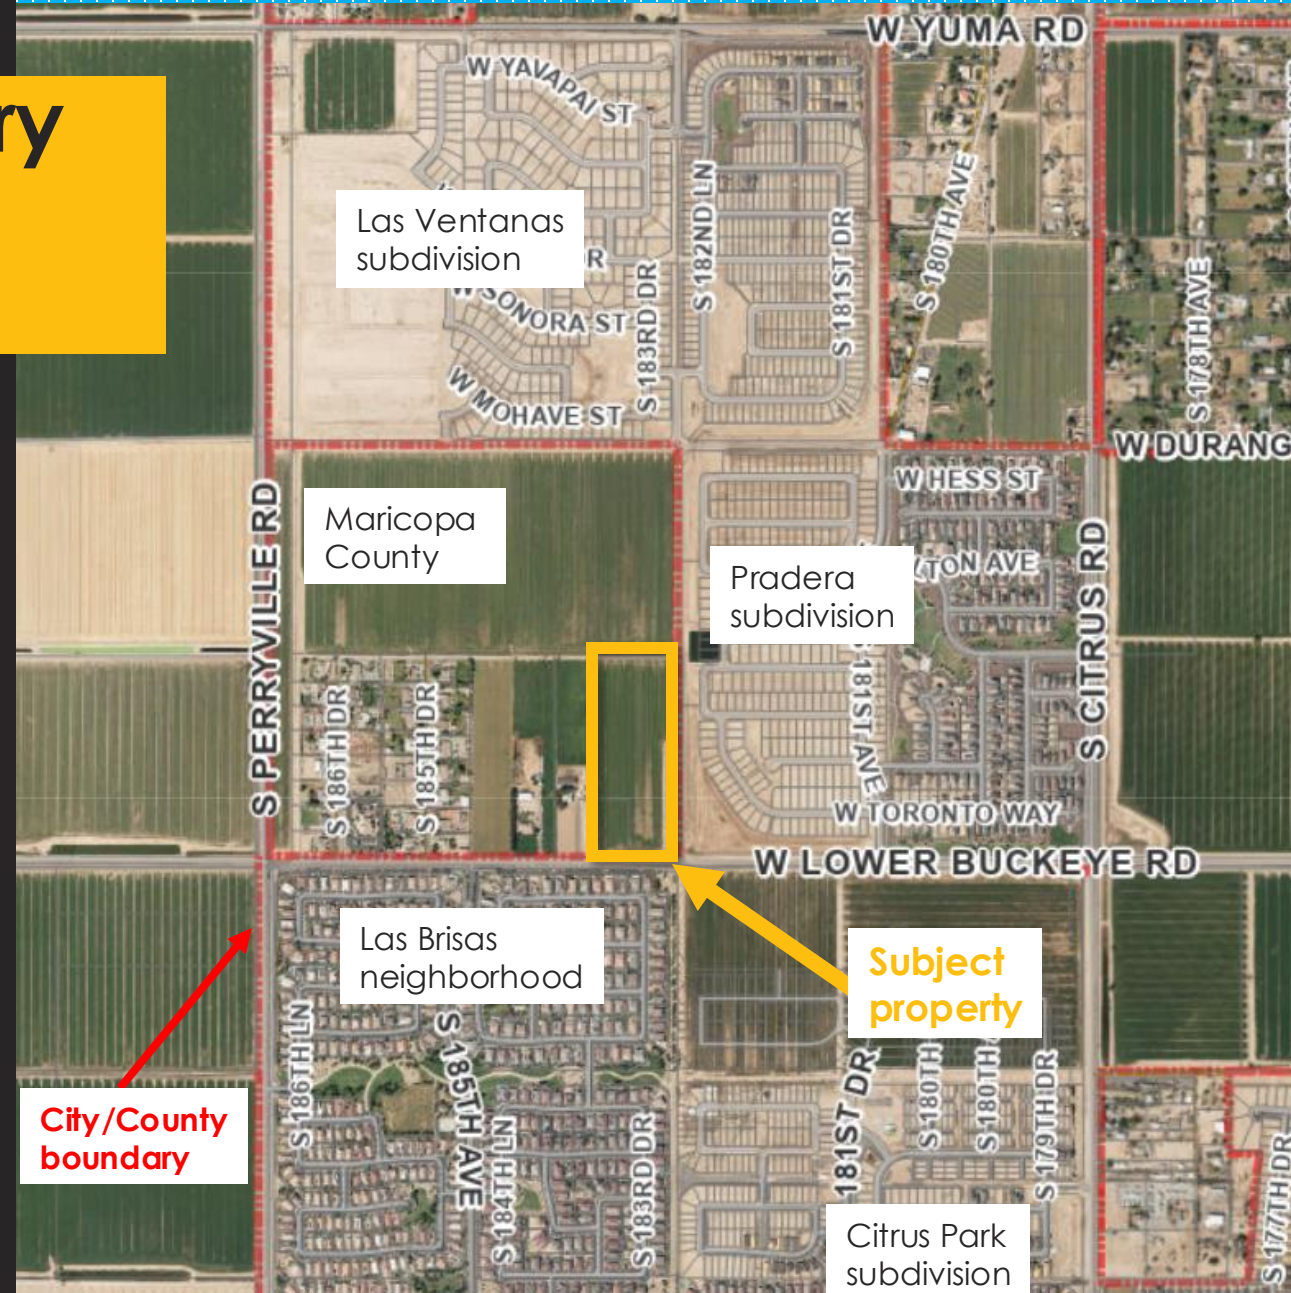 ry
W YUMA RD
W YAVAPAI ST
S 180TH AVE
S 182ND LN
Las Ventanas
subdivision
S 181ST DR
S 183RD DR
S 178TH AVE
W SONORA ST
W MOHAVE ST
W DURANG
W HESS ST
S PERRYVILLE RD
Maricopa
County
TON AVE
S CITRUS RD
Pradera
subdivision
181ST AVE
S 186TH DR
S 185TH DR
W TORONTO WAY
W LOWER BUCKEYE RD
Las Brisas
neighborhood
Subject
property
S 186TH LN
S 185TH AVE
181ST DR
S 180TH
S 180TH
S 179TH DR
City/County
boundary
S 184TH LN
S 183RD DR
S 177TH DR
Citrus Park
subdivision